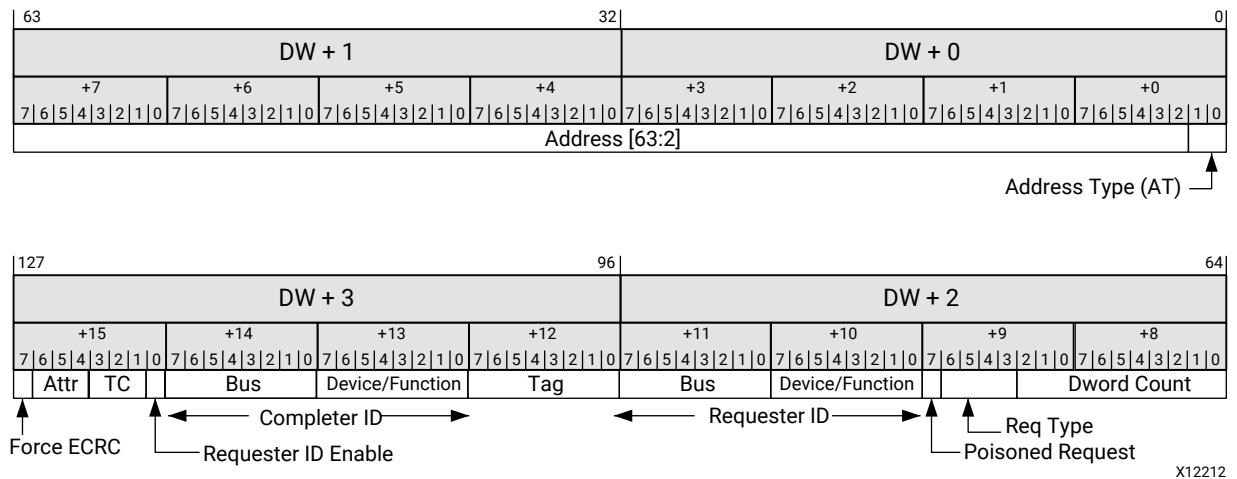 63 32 0
DW + 1 DW + 0
+7 +6 +5 +4 +3 +2 +1 +0
7 6 5 4 3 2 1 0 7 6 5 4 3 2 1 0 7 6 5 4 3 2 1 0 7 6 5 4 3 2 1 0 7 6 5 4 3 2 1 0 7 6 5 4 3 2 1 0 7 6 5 4 3 2 1 0 7 6 5 4 3 2 1 0
Address [63:2]
Address Type (AT)
127 96 64
DW + 3 DW + 2
+15 +14 +13 +12 +11 +10 +9 +8
7 6 5 4 3 2 1 0 7 6 5 4 3 2 1 0 7 6 5 4 3 2 1 0 7 6 5 4 3 2 1 0 7 6 5 4 3 2 1 0 7 6 5 4 3 2 1 0 7 6 5 4 3 2 1 0 7 6 5 4 3 2 1 0
Attr TC Bus Device/Function Tag Bus Device/Function Dword Count
Completer ID Requester ID Req Type
Force ECRC Requester ID Enable Poisoned Request
X12212